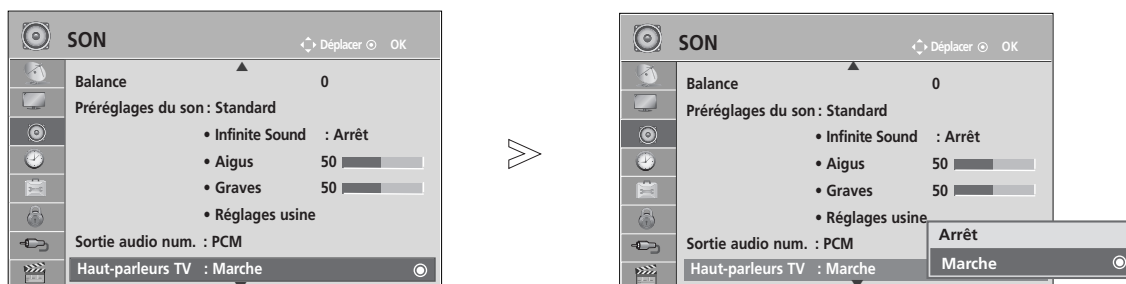 SON
Déplacer OK
Balance 0
Préréglages du son : Standard
• Infinite Sound : Arrêt
• Aigus 50
• Graves 50
• Réglages usine
Sortie audio num. : PCM
Haut-parleurs TV : Marche
SON
Déplacer OK
Balance 0
Préréglages du son : Standard
• Infinite Sound : Arrêt
• Aigus 50
• Graves 50
• Réglages usine
Sortie audio num. : PCM
Haut-parleurs TV : Marche
Arrêt
Marche